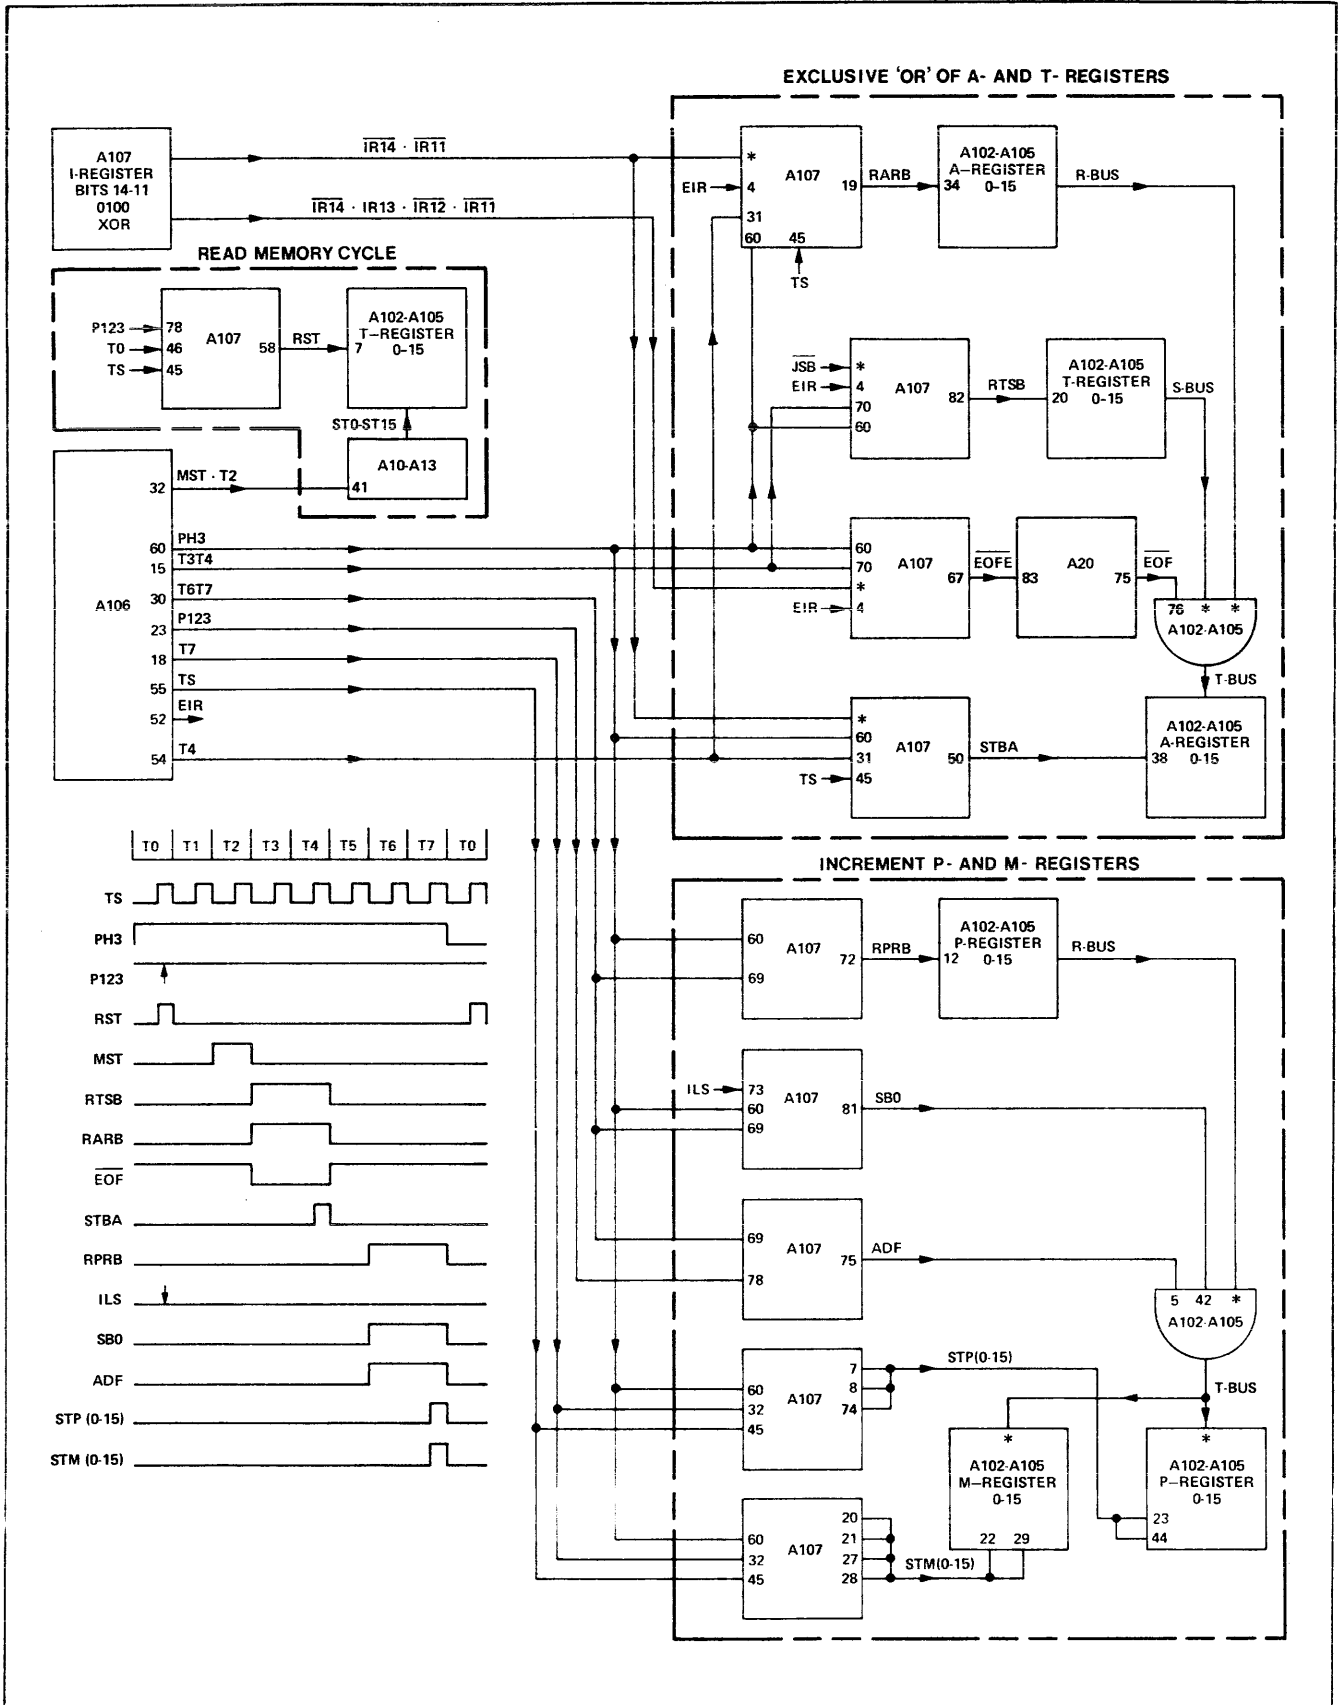 EXCLUSIVE 'OR' OF A- AND T- REGISTERS
A107
I-REGISTER
BITS 14-11
0100
XOR
I̅R̅1̅4̅ · I̅R̅1̅1̅
I̅R̅1̅4̅ · IR13 · I̅R̅1̅2̅ · I̅R̅1̅1̅
*
EIR
4
31
60
45
A107
19
TS
RARB
34
A102-A105
A–REGISTER
0-15
R-BUS
READ MEMORY CYCLE
P123
T0
TS
78
46
45
A107
58
RST
7
A102-A105
T–REGISTER
0-15
ST0-ST15
A10-A13
41
J̅S̅B̅
EIR
*
4
70
60
A107
82
RTSB
20
A102-A105
T-REGISTER
0-15
S-BUS
A106
32
MST · T2
60
PH3
15
T3T4
30
T6T7
23
P123
18
T7
55
TS
52
EIR
54
T4
60
70
*
EIR
4
A107
67
E̅O̅F̅E̅
83
A20
75
E̅O̅F̅
76
*
*
A102-A105
T-BUS
*
60
31
TS
45
A107
50
STBA
38
A102-A105
A-REGISTER
0-15
T0 T1 T2 T3 T4 T5 T6 T7 T0
TS
PH3
P123
RST
MST
RTSB
RARB
E̅O̅F̅
STBA
RPRB
ILS
SB0
ADF
STP (0-15)
STM (0-15)
INCREMENT P- AND M- REGISTERS
60
69
A107
72
RPRB
12
A102-A105
P-REGISTER
0-15
R-BUS
ILS
73
60
69
A107
81
SB0
69
78
A107
75
ADF
5
42
*
A102-A105
T-BUS
60
32
45
A107
7
8
74
STP(0-15)
*
A102-A105
M–REGISTER
0-15
22
29
*
A102-A105
P–REGISTER
0-15
23
44
60
32
45
A107
20
21
27
28
STM(0-15)